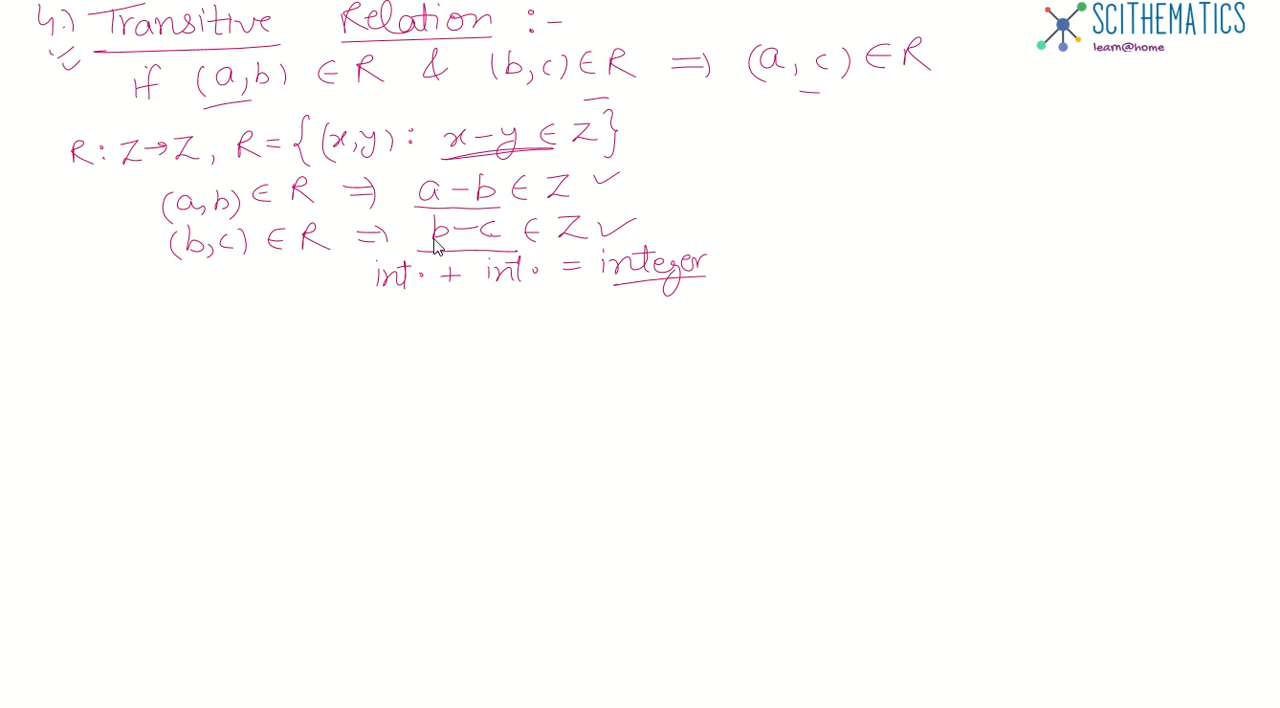 4.) Transitive Relation :-
if (a,b) ∈ R & (b,c) ∈ R ⇒ (a, c) ∈ R
R : Z→Z, R = {(x,y) : x-y ∈ Z}
(a,b) ∈ R ⇒ a-b ∈ Z ✓
(b,c) ∈ R ⇒ b-c ∈ Z ✓
int. + int. = integer
SCITHEMATICS
learn@home